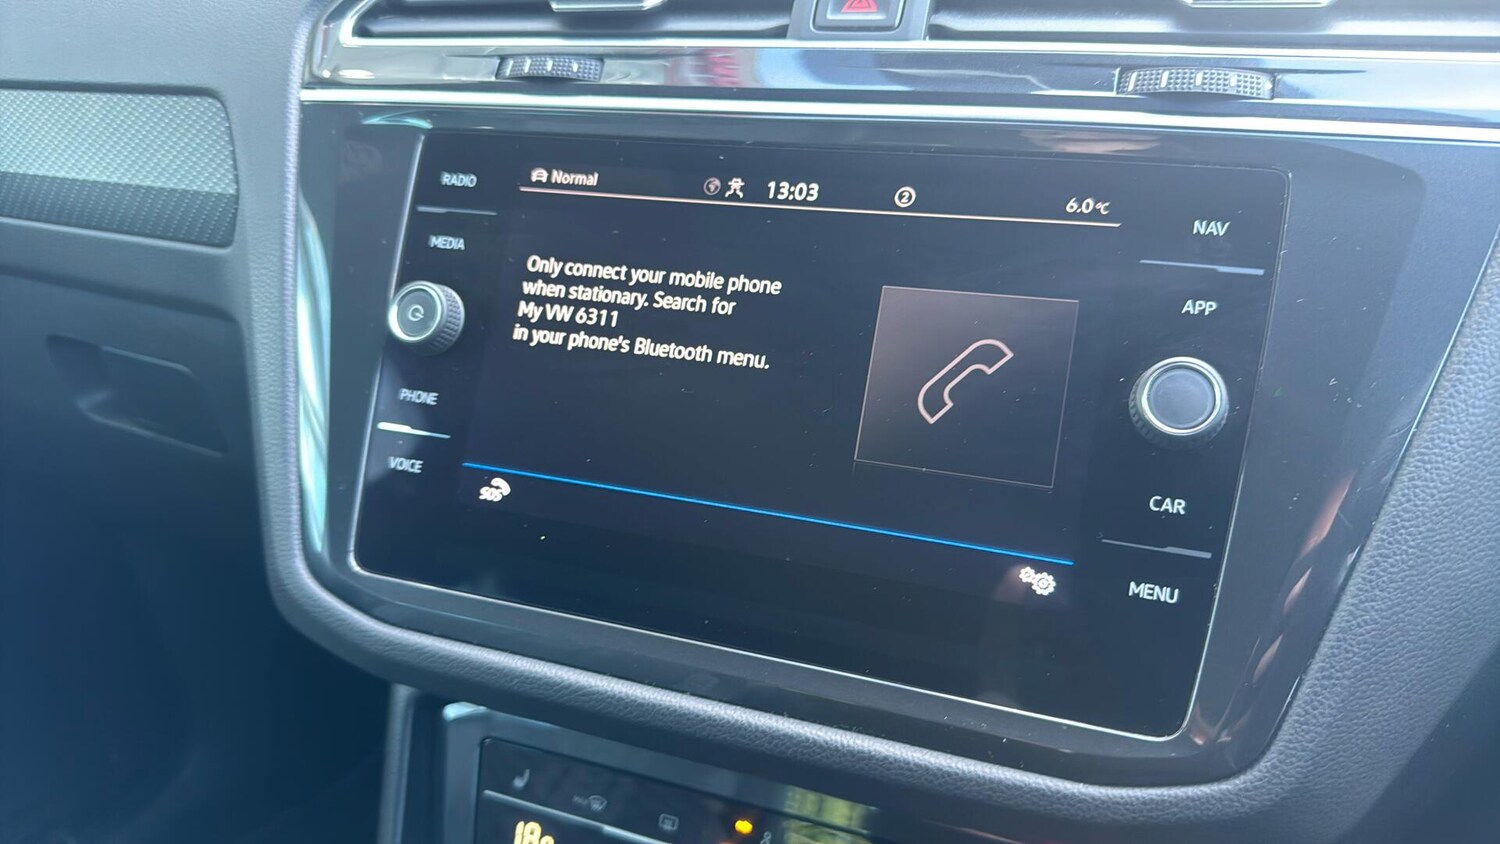 RADIO
MEDIA
PHONE
VOICE
Normal
13:03
2
6.0°C
Only connect your mobile phone
when stationary. Search for
My VW 6311
in your phone's Bluetooth menu.
SOS
NAV
APP
CAR
MENU